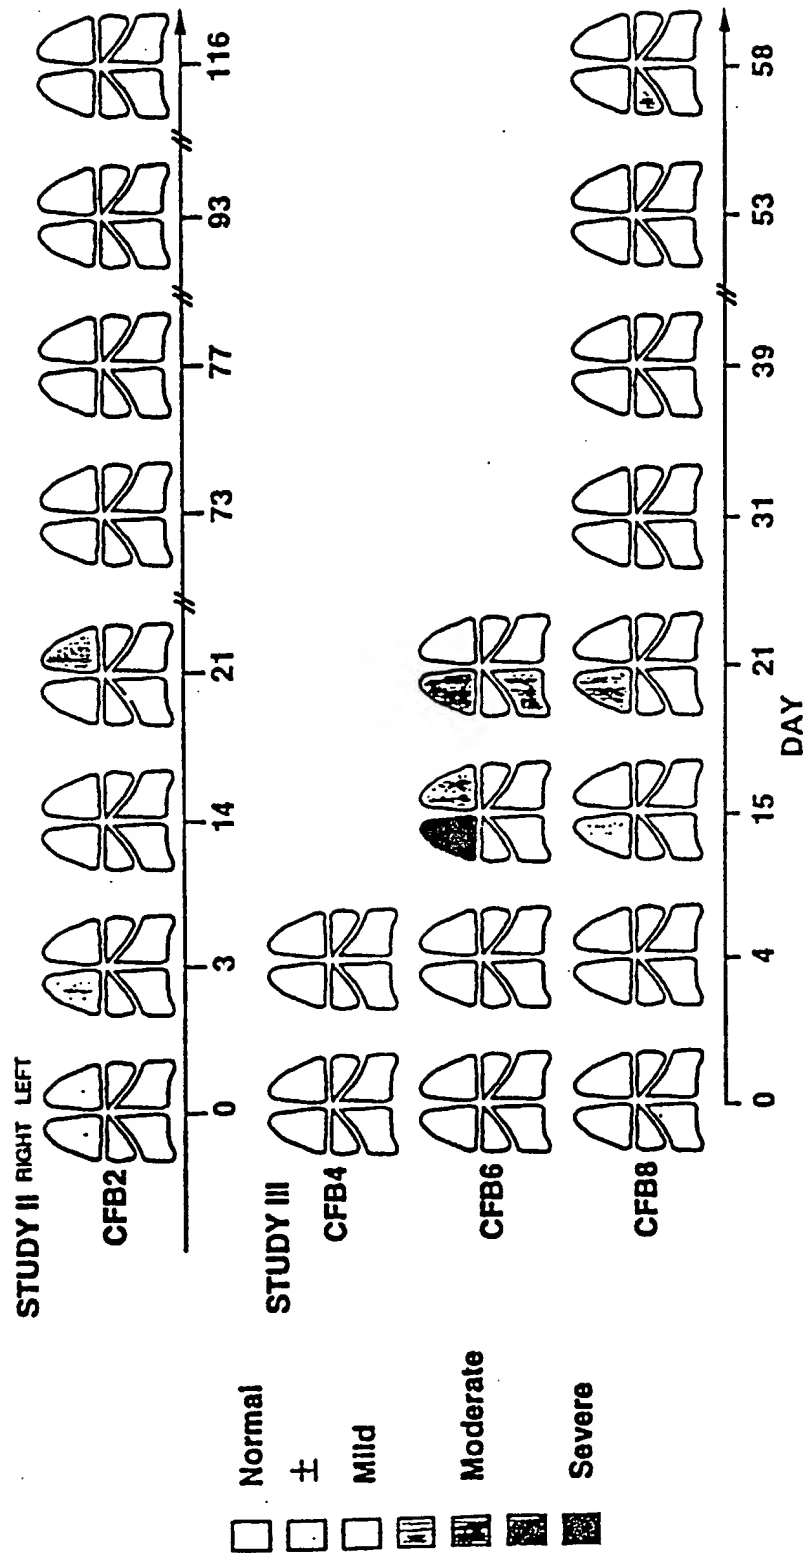 STUDY II RIGHT LEFT
CFB2
0 3 14 21 73 77 93 116
STUDY III
CFB4
CFB6
CFB8
0 4 15 21 31 39 53 58
DAY
Normal
±
Mild
Moderate
Severe